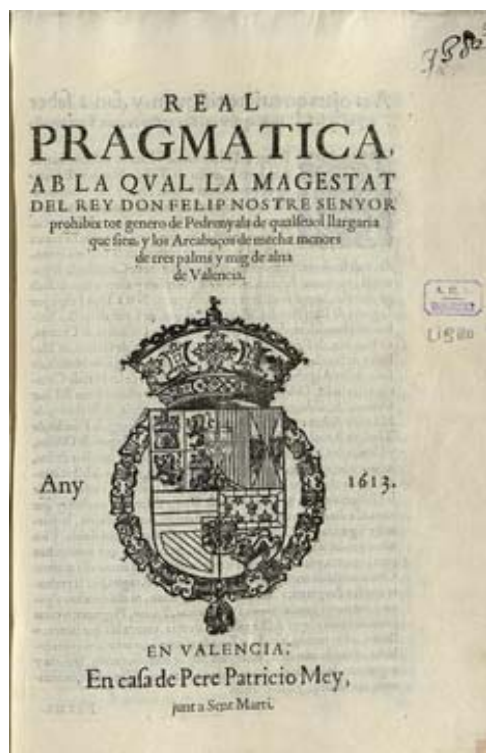 REAL
PRAGMATICA,
AB LA QVAL LA MAGESTAT
DEL REY DON FELIP NOSTRE SENYOR
prohibix tot genero de Pedrenyals de qualseuol llargaria
que sien, y los Arcabuços de mecha menors
de tres palms y mig de alna
de Valencia.
Any 1613.
EN VALENCIA,
En casa de Pere Patricio Mey,
junt a Sent Marti.